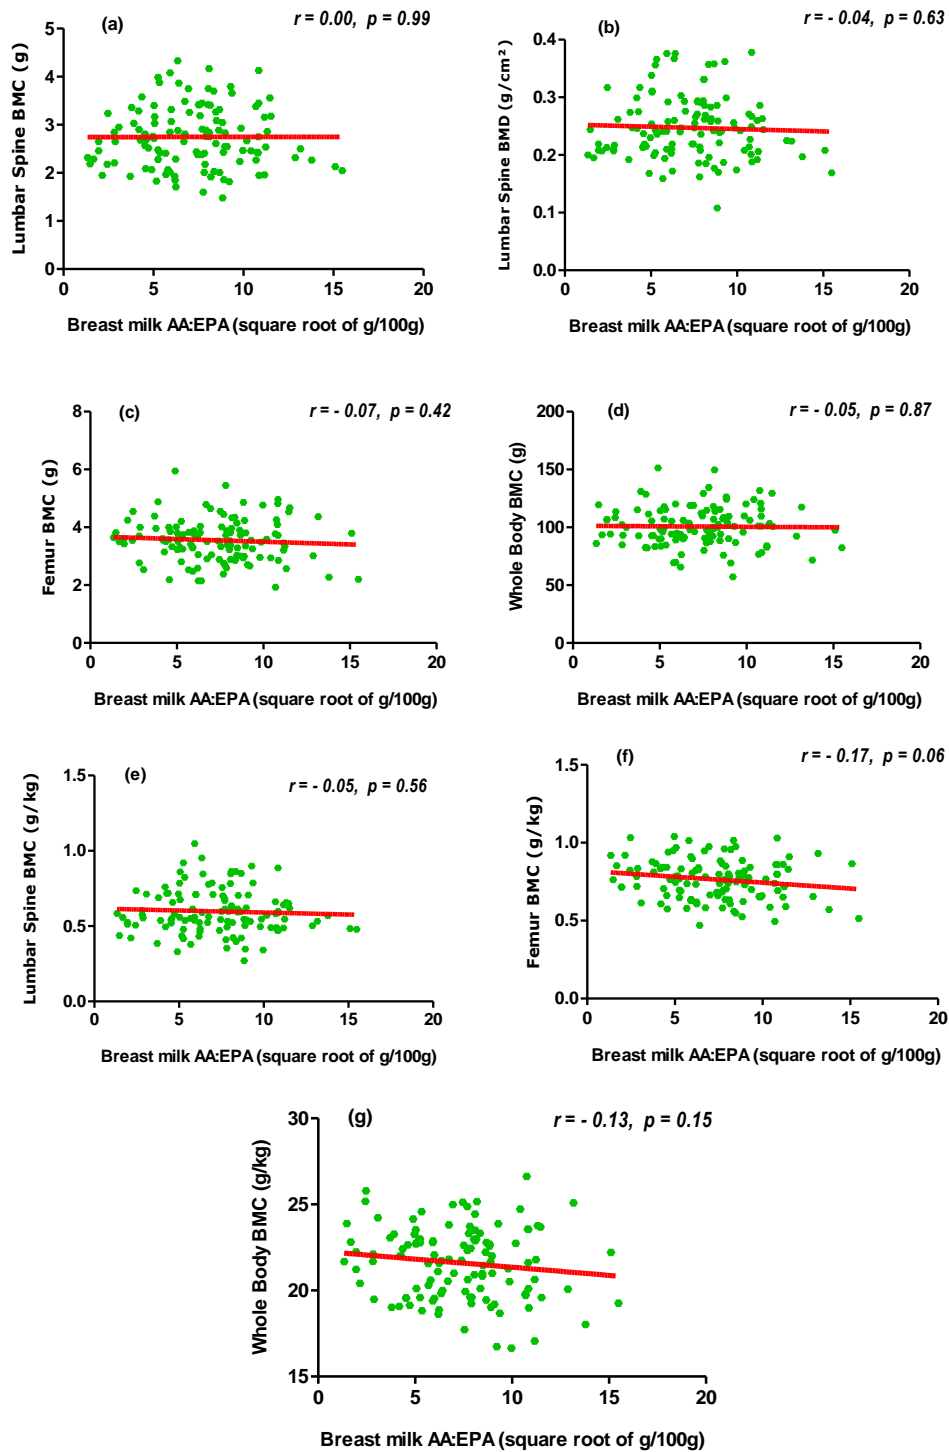 (a)
r = 0.00, p = 0.99
Lumbar Spine BMC (g)
5
4
3
2
1
0
0 5 10 15 20
Breast milk AA:EPA (square root of g/100g)
(b)
r = - 0.04, p = 0.63
Lumbar Spine BMD (g/cm²)
0.4
0.3
0.2
0.1
0.0
0 5 10 15 20
Breast milk AA:EPA (square root of g/100g)
(c)
r = - 0.07, p = 0.42
Femur BMC (g)
8
6
4
2
0
0 5 10 15 20
Breast milk AA:EPA (square root of g/100g)
(d)
r = - 0.05, p = 0.87
Whole Body BMC (g)
200
150
100
50
0
0 5 10 15 20
Breast milk AA:EPA (square root of g/100g)
(e)
r = - 0.05, p = 0.56
Lumbar Spine BMC (g/kg)
1.5
1.0
0.5
0.0
0 5 10 15 20
Breast milk AA:EPA (square root of g/100g)
(f)
r = - 0.17, p = 0.06
Femur BMC (g/kg)
1.5
1.0
0.5
0.0
0 5 10 15 20
Breast milk AA:EPA (square root of g/100g)
(g)
r = - 0.13, p = 0.15
Whole Body BMC (g/kg)
30
25
20
15
0 5 10 15 20
Breast milk AA:EPA (square root of g/100g)